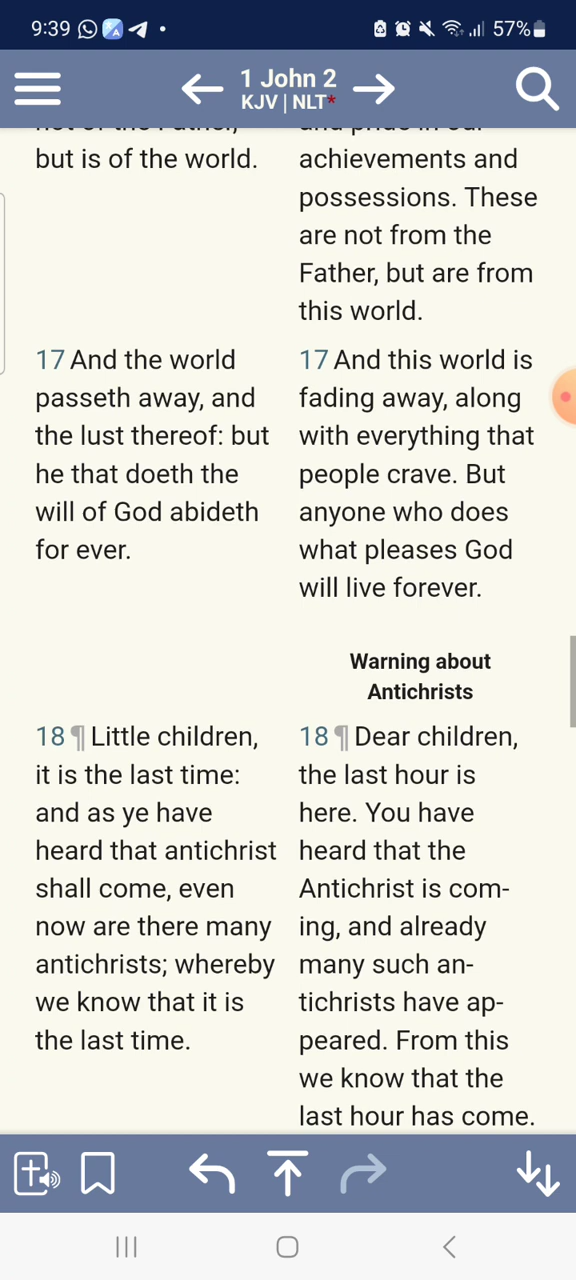 9:39
57%
1 John 2
KJV | NLT*
but is of the world.
17 And the world
passeth away, and
the lust thereof: but
he that doeth the
will of God abideth
for ever.
18 ¶ Little children,
it is the last time:
and as ye have
heard that antichrist
shall come, even
now are there many
antichrists; whereby
we know that it is
the last time.
achievements and
possessions. These
are not from the
Father, but are from
this world.
17 And this world is
fading away, along
with everything that
people crave. But
anyone who does
what pleases God
will live forever.
Warning about
Antichrists
18 ¶ Dear children,
the last hour is
here. You have
heard that the
Antichrist is com-
ing, and already
many such an-
tichrists have ap-
peared. From this
we know that the
last hour has come.